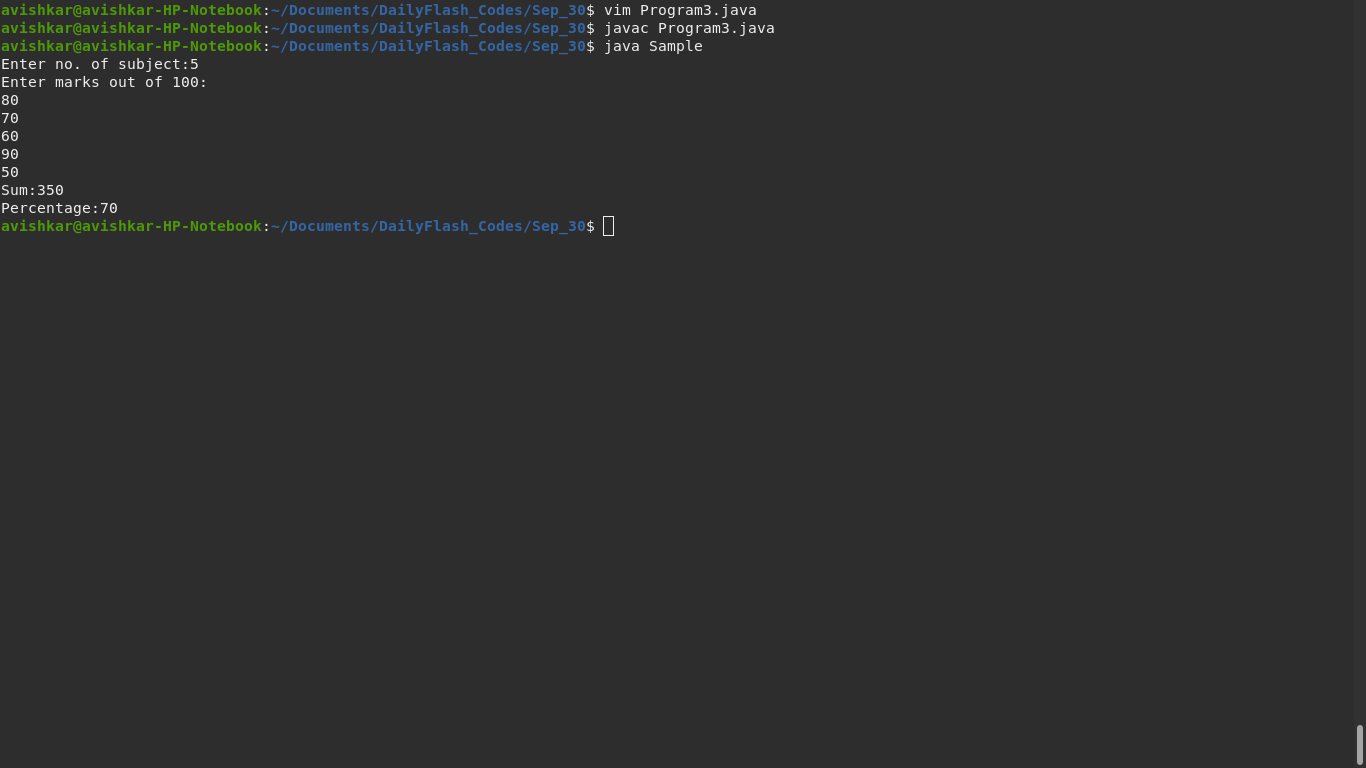 avishkar@avishkar-HP-Notebook:~/Documents/DailyFlash_Codes/Sep_30$ vim Program3.java
avishkar@avishkar-HP-Notebook:~/Documents/DailyFlash_Codes/Sep_30$ javac Program3.java
avishkar@avishkar-HP-Notebook:~/Documents/DailyFlash_Codes/Sep_30$ java Sample
Enter no. of subject:5
Enter marks out of 100:
80
70
60
90
50
Sum:350
Percentage:70
avishkar@avishkar-HP-Notebook:~/Documents/DailyFlash_Codes/Sep_30$